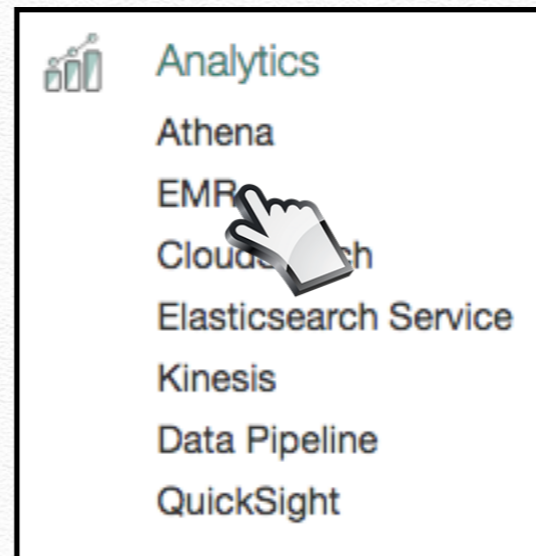 Analytics
Athena
EMR
Elasticsearch Service
Kinesis
Data Pipeline
QuickSight